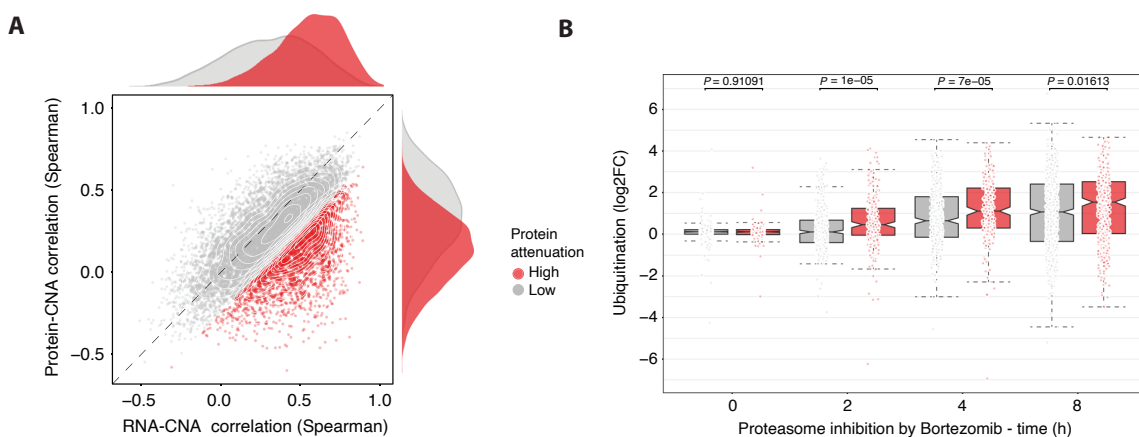 A
1.0
0.5
0.0
−0.5
Protein-CNA correlation (Spearman)
−0.5
0.0
0.5
1.0
RNA-CNA correlation (Spearman)
Protein
attenuation
High
Low
B
P = 0.91091
P = 1e-05
P = 7e-05
P = 0.01613
6
4
2
0
−2
−4
−6
Ubiquitination (log2FC)
0
2
4
8
Proteasome inhibition by Bortezomib - time (h)